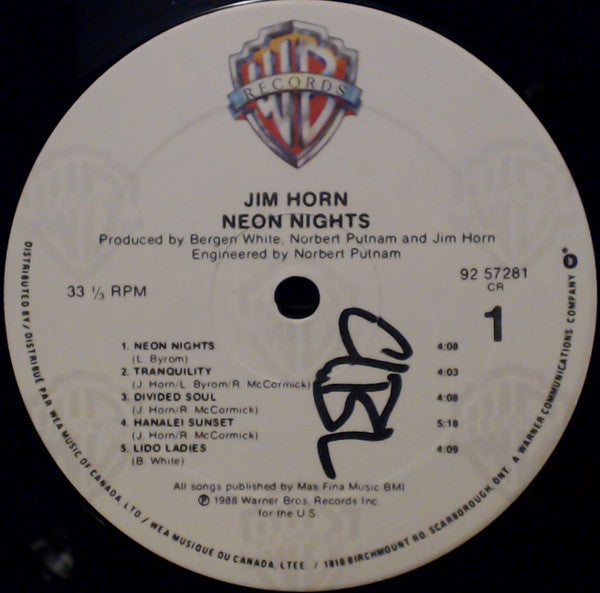 WB
RECORDS
JIM HORN
NEON NIGHTS
Produced by Bergen White, Norbert Putnam and Jim Horn
Engineered by Norbert Putnam
33 ⅓ RPM
92 57281
CR
1
1. NEON NIGHTS 4:08
(L. Byrom)
2. TRANQUILITY 4:03
(J. Horn/L. Byrom/R. McCormick)
3. DIVIDED SOUL 4:08
(J. Horn/R. McCormick)
4. HANALEI SUNSET 5:18
(J. Horn/R. McCormick)
5. LIDO LADIES 4:09
(B. White)
All songs published by Mas Fina Music BMI
℗ 1988 Warner Bros. Records Inc.
for the U.S.
DISTRIBUTED BY / DISTRIBUÉ PAR WEA MUSIC OF CANADA, LTD / WEA MUSIQUE DU CANADA, LTEE. / 1810 BIRCHMOUNT RD. SCARBOROUGH, ONT. A WARNER COMMUNICATIONS COMPANY